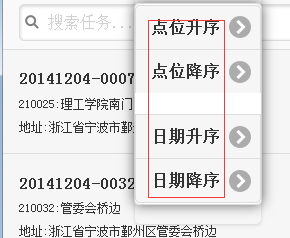 搜索任务...
点位升序
点位降序
日期升序
日期降序
20141204-0007
210025:理工学院南门
地址:浙江省宁波市鄞
20141204-0032
210032:管委会桥边
地址:浙江省宁波市鄞州区管委会桥边